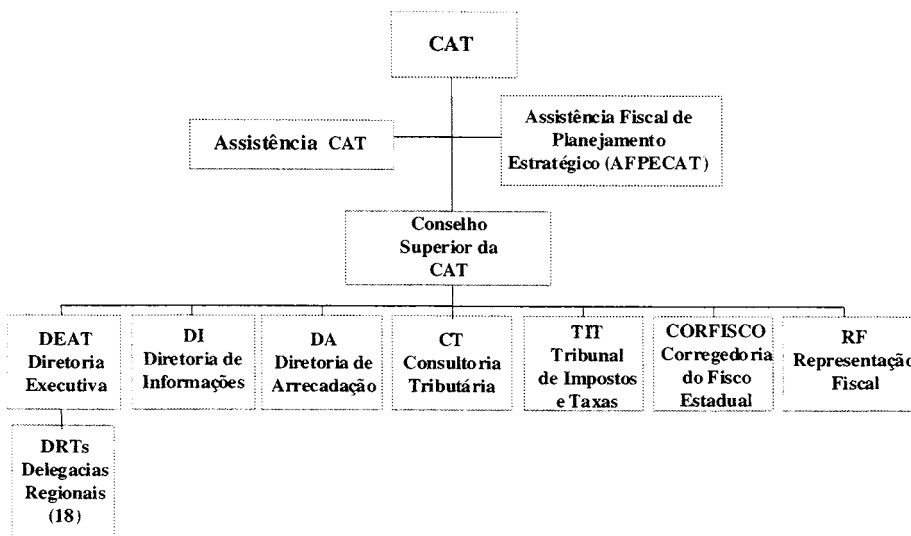 CAT
Assistência CAT
Assistência Fiscal de
Planejamento
Estratégico (AFPECAT)
Conselho
Superior da
CAT
DEAT
Diretoria
Executiva
DI
Diretoria de
Informações
DA
Diretoria de
Arrecadação
CT
Consultoria
Tributária
TIT
Tribunal
de Impostos
e Taxas
CORFISCO
Corregedoria
do Fisco
Estadual
RF
Representação
Fiscal
DRTs
Delegacias
Regionais
(18)